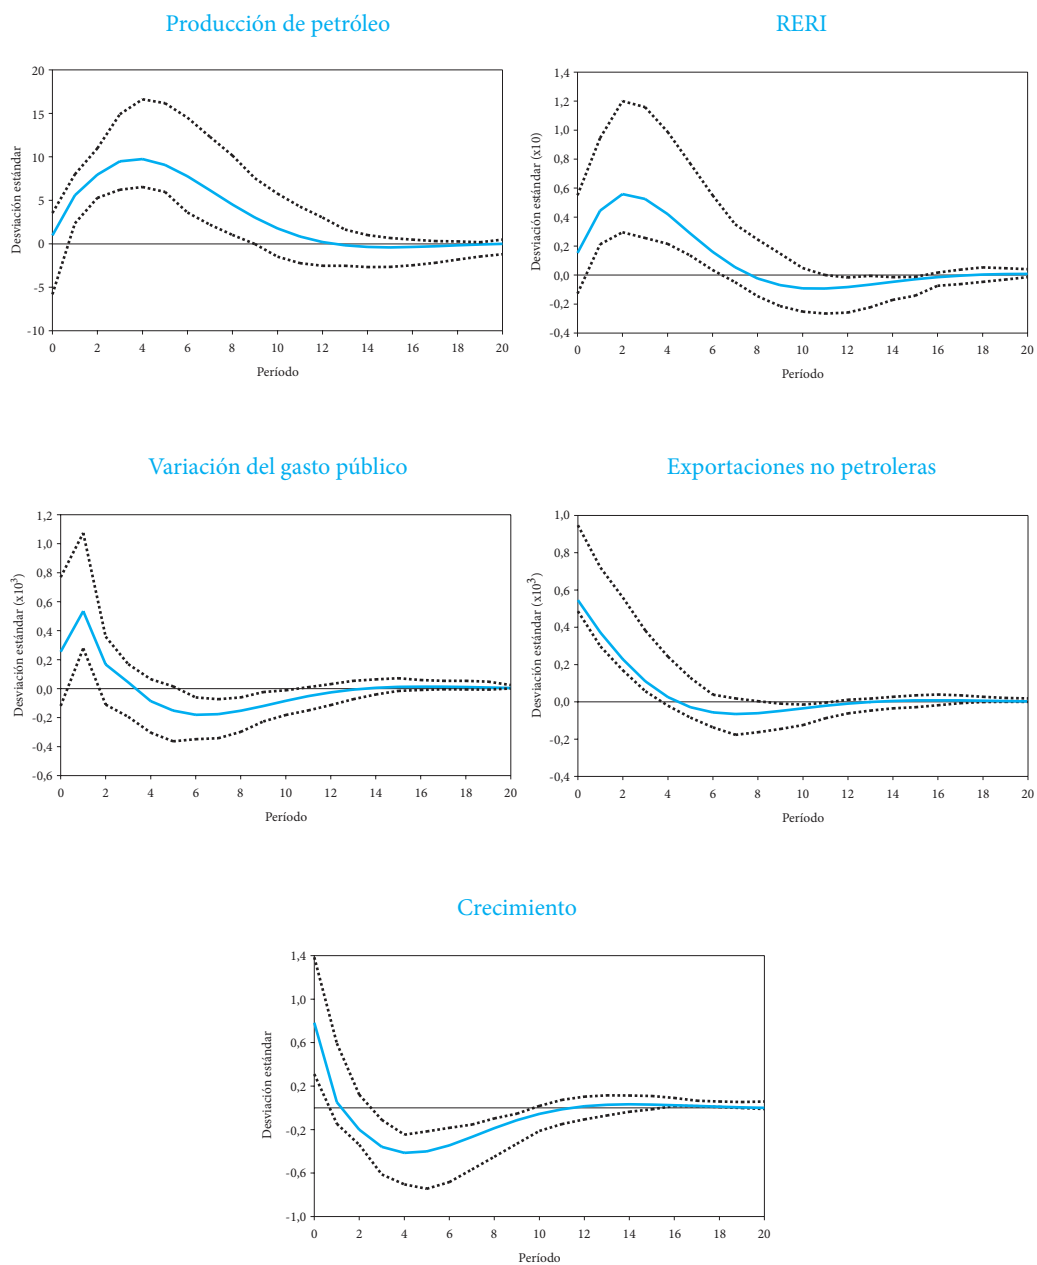 Producción de petróleo
Desviación estándar
20
15
10
5
0
-5
-10
0 2 4 6 8 10 12 14 16 18 20
Período
RERI
Desviación estándar (x10)
1,4
1,2
1,0
0,8
0,6
0,4
0,2
0,0
-0,2
-0,4
0 2 4 6 8 10 12 14 16 18 20
Período
Variación del gasto público
Desviación estándar (x10³)
1,2
1,0
0,8
0,6
0,4
0,2
0,0
-0,2
-0,4
-0,6
0 2 4 6 8 10 12 14 16 18 20
Período
Exportaciones no petroleras
Desviación estándar (x10³)
1,0
0,8
0,6
0,4
0,2
0,0
-0,2
-0,4
0 2 4 6 8 10 12 14 16 18 20
Período
Crecimiento
Desviación estándar
1,4
1,0
0,6
0,2
-0,2
-0,6
-1,0
0 2 4 6 8 10 12 14 16 18 20
Período